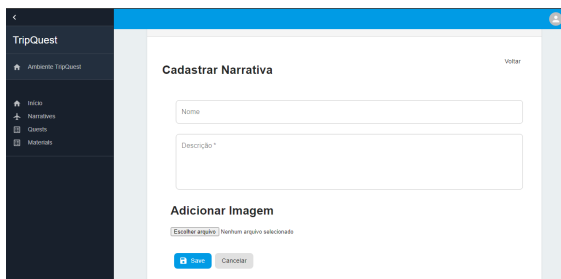 TripQuest
Ambiente TripQuest
Início
Narratives
Quests
Materials
Voltar
Cadastrar Narrativa
Nome
Descrição *
Adicionar Imagem
Escolher arquivo Nenhum arquivo selecionado
Save Cancelar